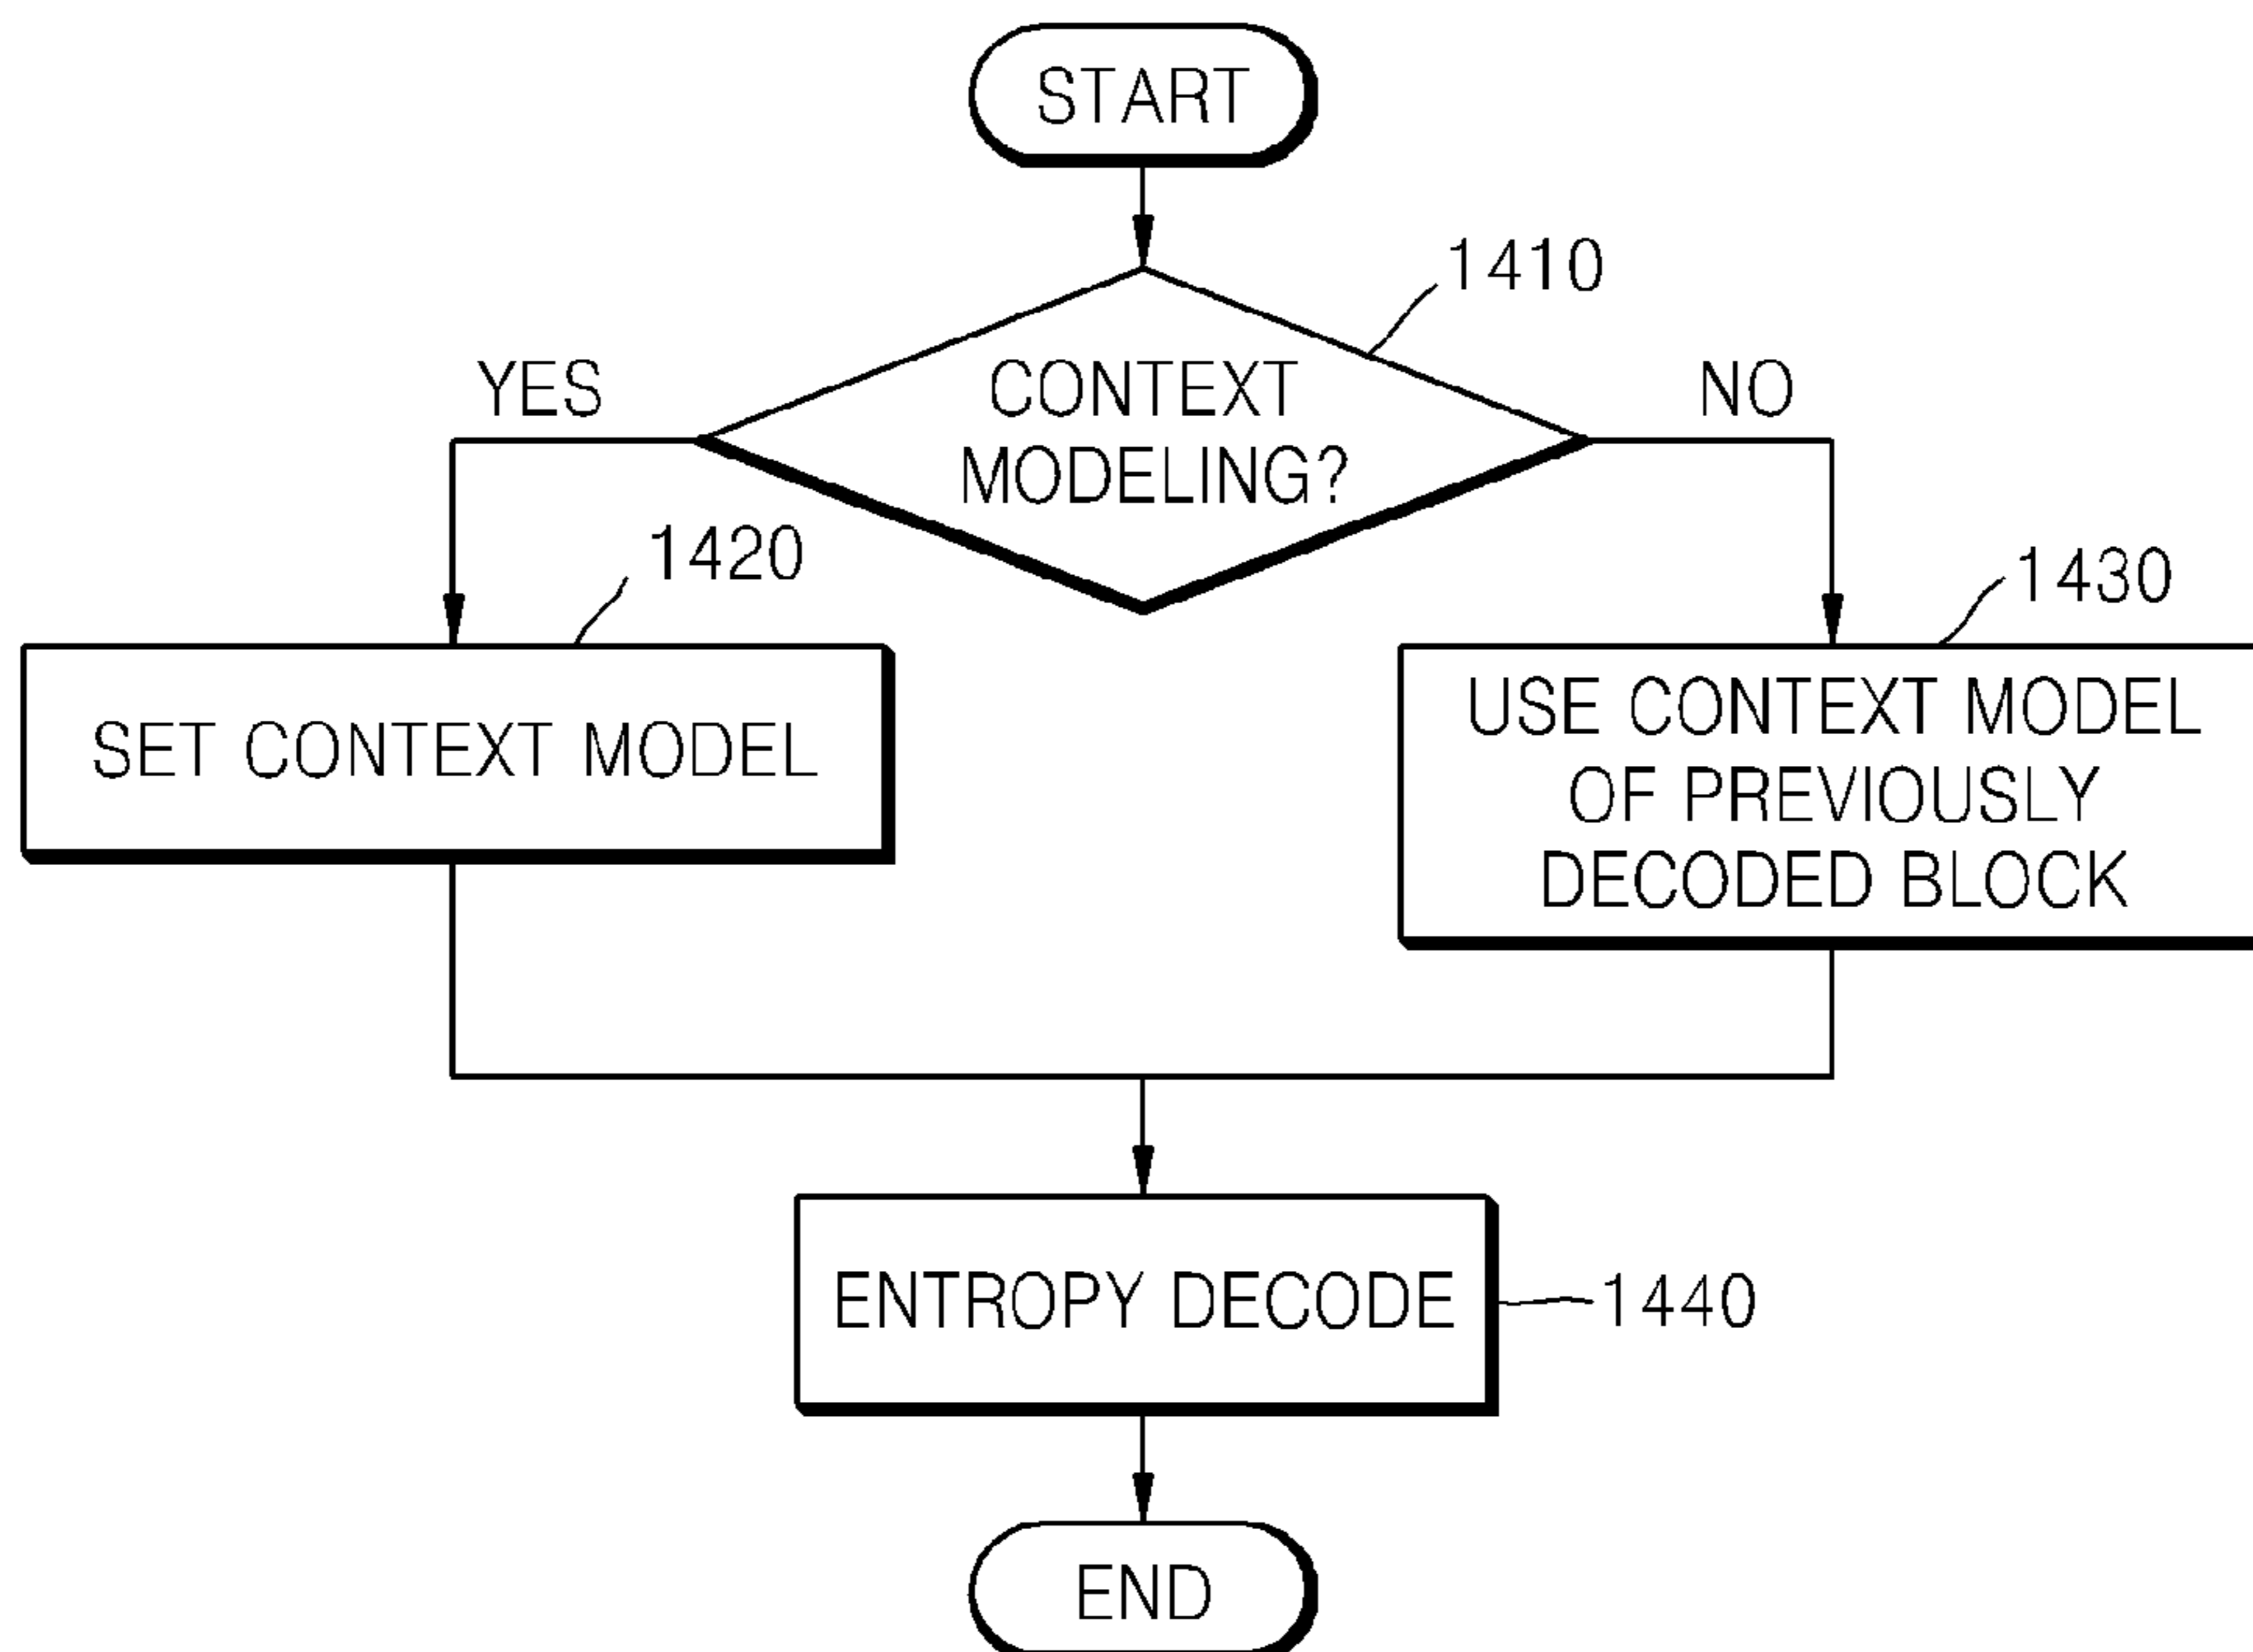 START
1410
YES
CONTEXT
MODELING?
NO
1420
SET CONTEXT MODEL
1430
USE CONTEXT MODEL
OF PREVIOUSLY
DECODED BLOCK
ENTROPY DECODE
1440
END